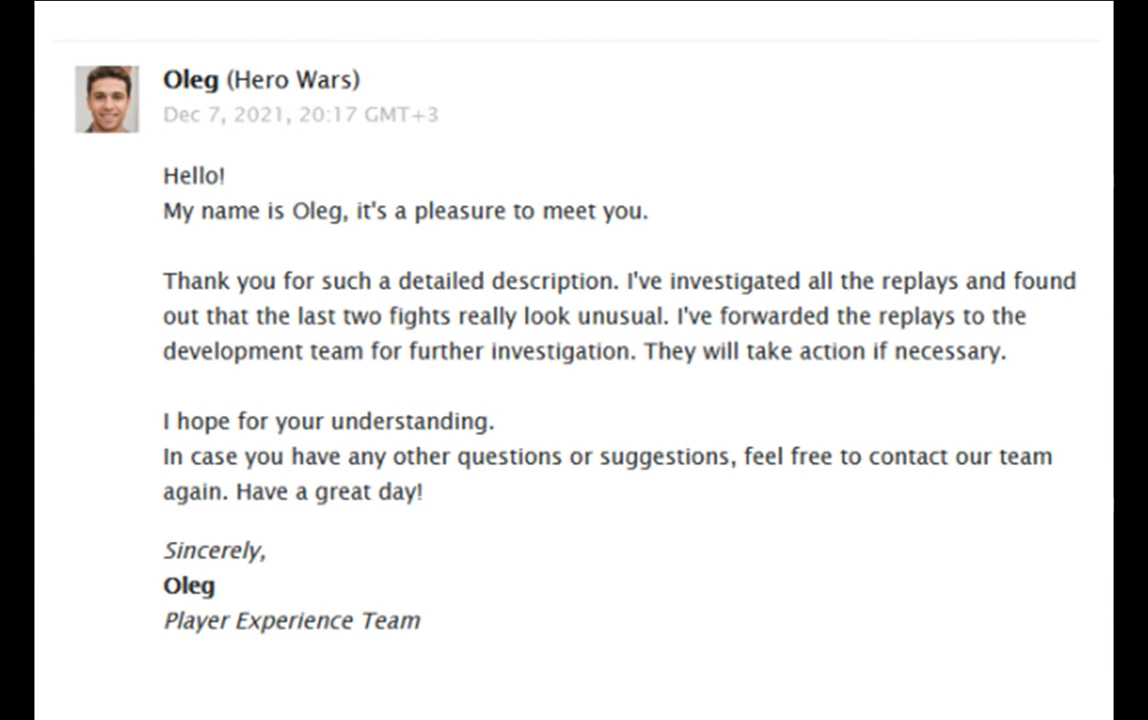 Oleg (Hero Wars)
Dec 7, 2021, 20:17 GMT+3
Hello!
My name is Oleg, it's a pleasure to meet you.
Thank you for such a detailed description. I've investigated all the replays and found
out that the last two fights really look unusual. I've forwarded the replays to the
development team for further investigation. They will take action if necessary.
I hope for your understanding.
In case you have any other questions or suggestions, feel free to contact our team
again. Have a great day!
Sincerely,
Oleg
Player Experience Team